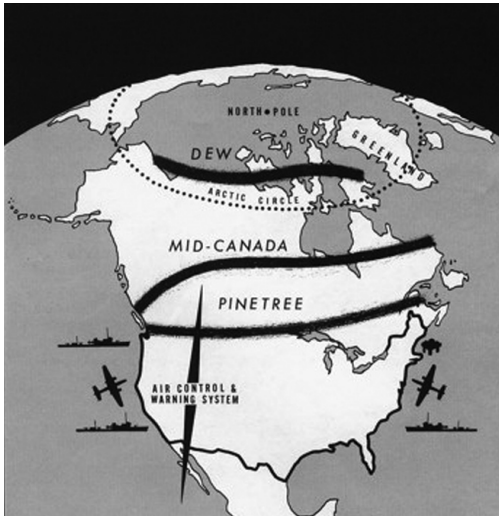 NORTH POLE
GREENLAND
DEW
ARCTIC CIRCLE
MID-CANADA
PINETREE
AIR CONTROL &
WARNING SYSTEM